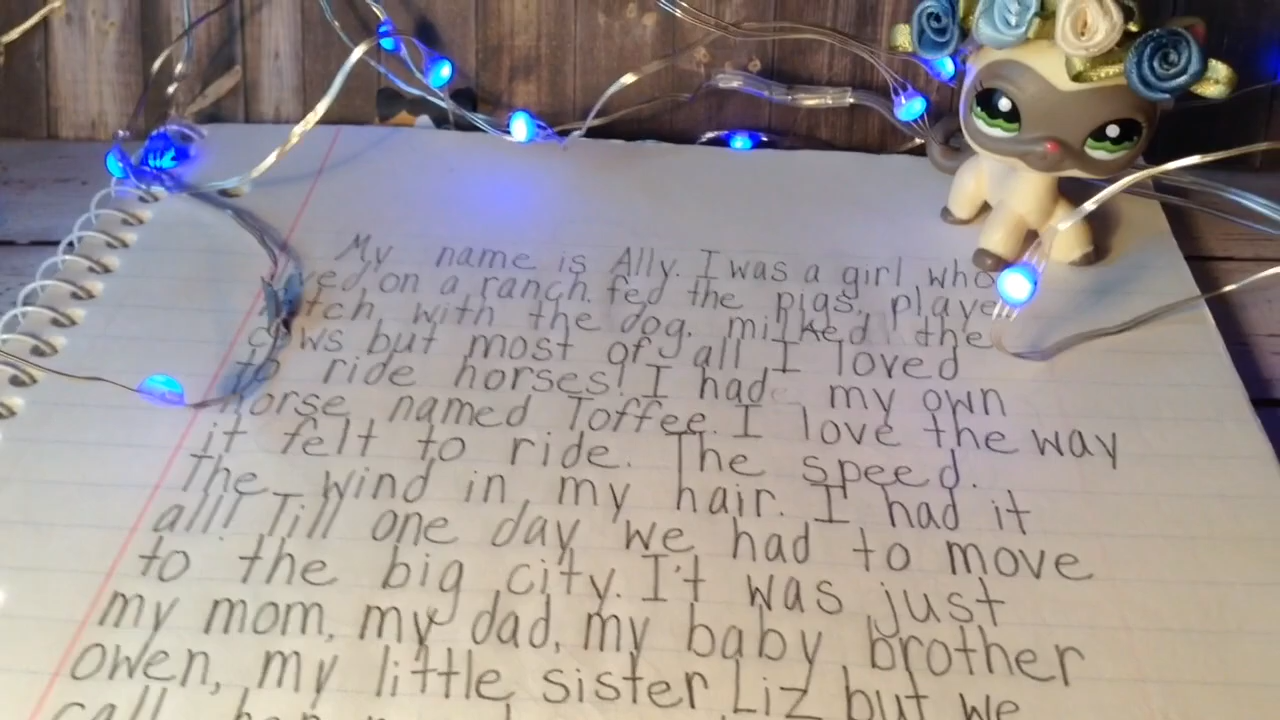 My name is Ally. I was a girl who
ved on a ranch. fed the pigs, playe
tch with the dog, milked the
cows but most of all I loved
to ride horses! I had my own
horse named Toffee. I love the way
it felt to ride. The speed.
The wind in my hair. I had it
all! Till one day we had to move
to the big city. I't was just
my mom, my dad, my baby brother
owen, my little sister Liz but we
call her